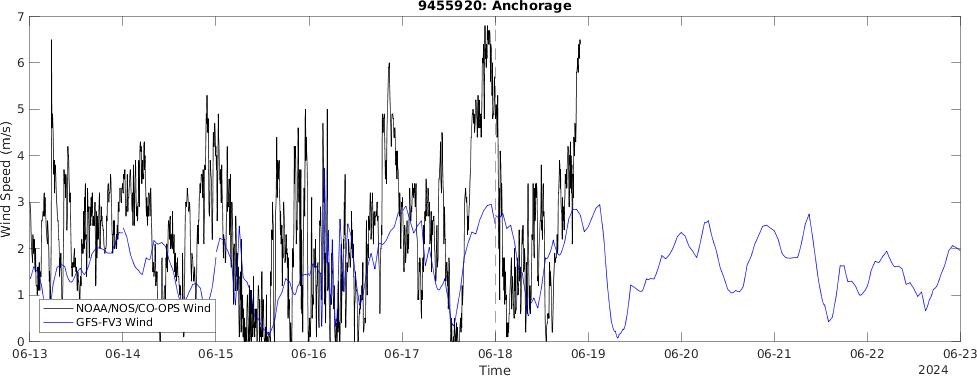 9455920: Anchorage
Wind Speed (m/s)
7
6
5
4
3
2
1
0
NOAA/NOS/CO-OPS Wind
GFS-FV3 Wind
06-13 06-14 06-15 06-16 06-17 06-18 06-19 06-20 06-21 06-22 06-23
Time
2024